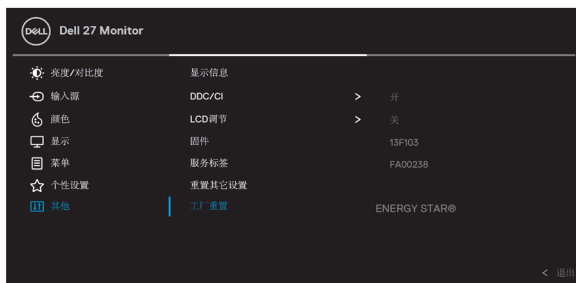 DELL Dell 27 Monitor
亮度/对比度 显示信息
输入源 DDC/CI > 开
颜色 LCD调节 > 关
显示 固件 13F103
菜单 服务标签 FA00238
个性设置 重置其它设置
其他 工厂重置 ENERGY STAR®
< 退出